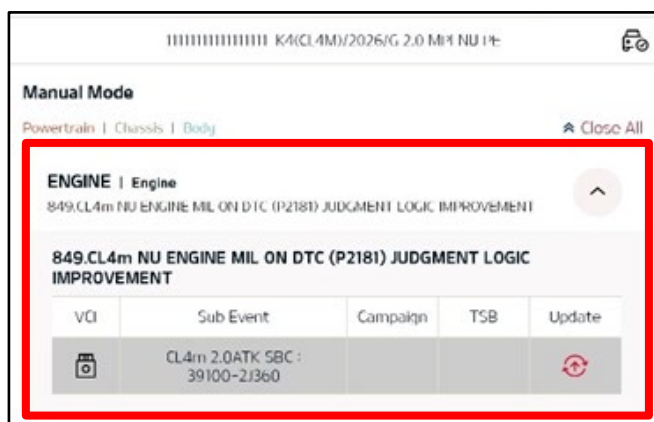 11111111111111111 K4(CL4M)/2026/G 2.0 MPI NU PE
Manual Mode
Powertrain | Chassis | Body
Close All
ENGINE | Engine
849.CL4m NU ENGINE MIL ON DTC (P2181) JUDGMENT LOGIC IMPROVEMENT
849.CL4m NU ENGINE MIL ON DTC (P2181) JUDGMENT LOGIC
IMPROVEMENT
VCI Sub Event Campaign TSB Update
CL4m 2.0ATK SBC :
39100-2J360